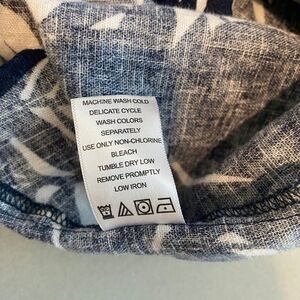 MACHINE WASH COLD
DELICATE CYCLE
WASH COLORS
SEPARATELY
USE ONLY NON-CHLORINE
BLEACH
TUMBLE DRY LOW
REMOVE PROMPTLY
LOW IRON